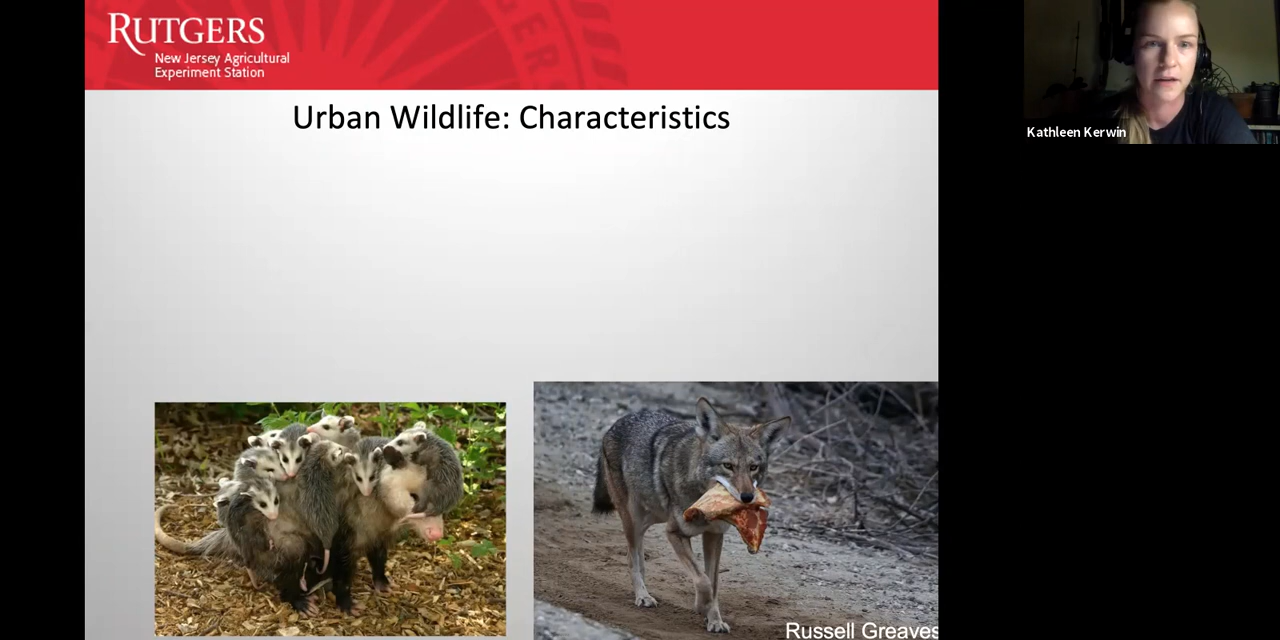 RUTGERS
New Jersey Agricultural
Experiment Station
Urban Wildlife: Characteristics
Kathleen Kerwin
Russell Greaves